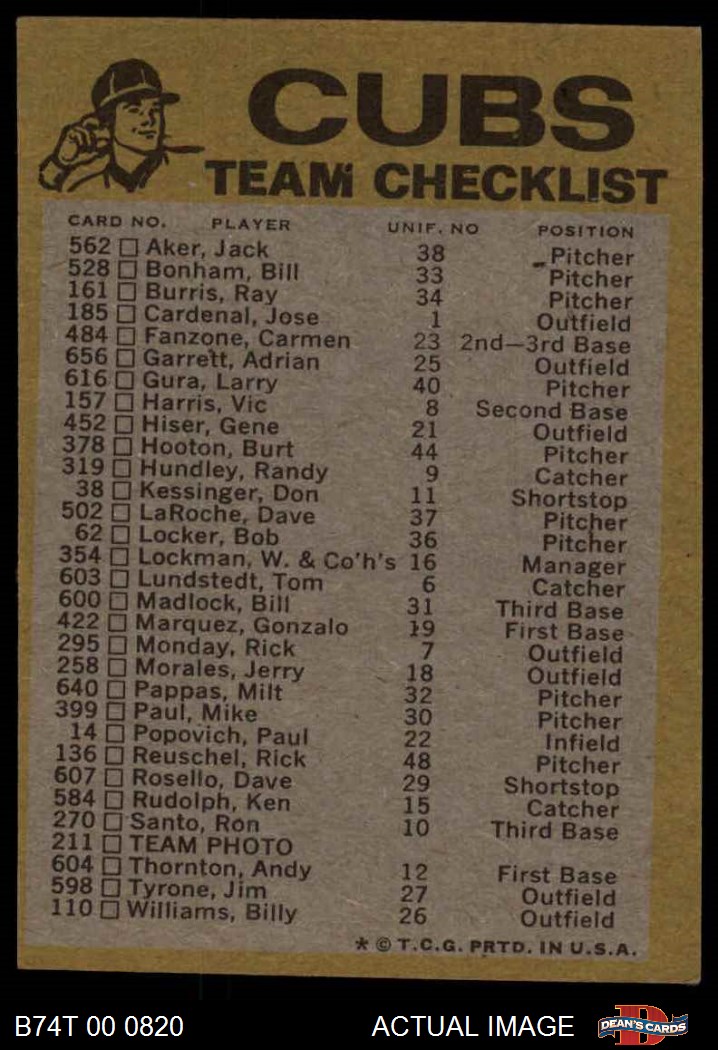 CUBS
TEAM CHECKLIST
CARD NO. PLAYER UNIF. NO POSITION
562 Aker, Jack 38 Pitcher
528 Bonham, Bill 33 Pitcher
161 Burris, Ray 34 Pitcher
185 Cardenal, Jose 1 Outfield
484 Fanzone, Carmen 23 2nd—3rd Base
656 Garrett, Adrian 25 Outfield
616 Gura, Larry 40 Pitcher
157 Harris, Vic 8 Second Base
452 Hiser, Gene 21 Outfield
378 Hooton, Burt 44 Pitcher
319 Hundley, Randy 9 Catcher
38 Kessinger, Don 11 Shortstop
502 LaRoche, Dave 37 Pitcher
62 Locker, Bob 36 Pitcher
354 Lockman, W. & Co'h's 16 Manager
603 Lundstedt, Tom 6 Catcher
600 Madlock, Bill 31 Third Base
422 Marquez, Gonzalo 19 First Base
295 Monday, Rick 7 Outfield
258 Morales, Jerry 18 Outfield
640 Pappas, Milt 32 Pitcher
399 Paul, Mike 30 Pitcher
14 Popovich, Paul 22 Infield
136 Reuschel, Rick 48 Pitcher
607 Rosello, Dave 29 Shortstop
584 Rudolph, Ken 15 Catcher
270 Santo, Ron 10 Third Base
211 TEAM PHOTO
604 Thornton, Andy 12 First Base
598 Tyrone, Jim 27 Outfield
110 Williams, Billy 26 Outfield
* © T.C.G. PRTD. IN U.S.A.
B74T 00 0820 ACTUAL IMAGE
D
DEAN'S CARDS